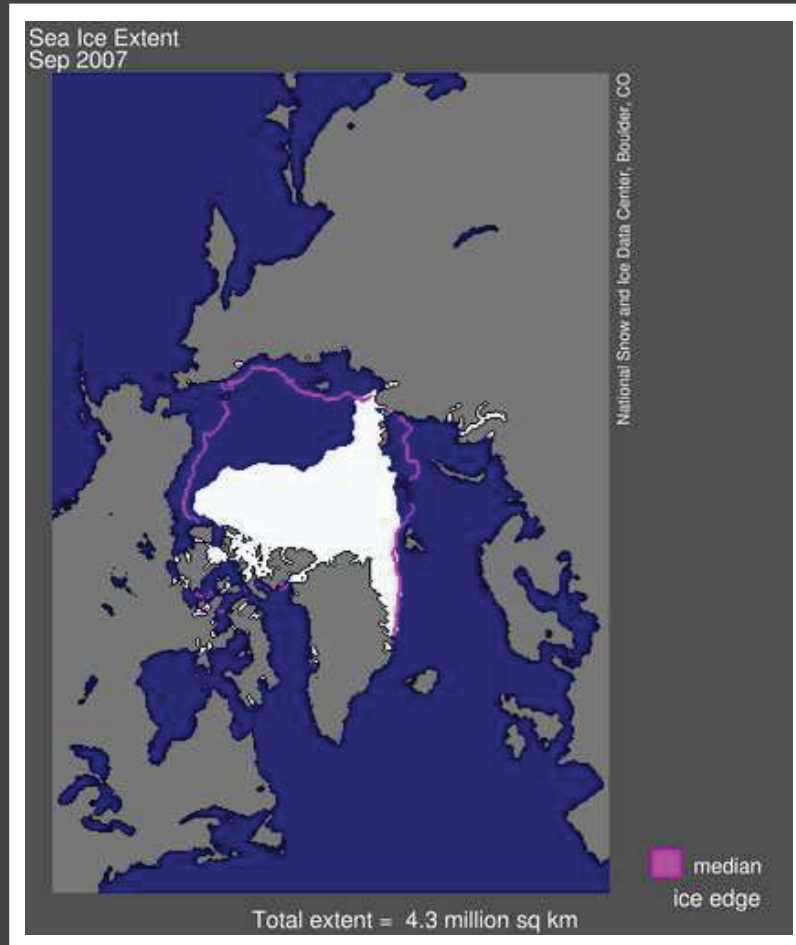 Sea Ice Extent
Sep 2007
National Snow and Ice Data Center, Boulder, CO
median
ice edge
Total extent = 4.3 million sq km